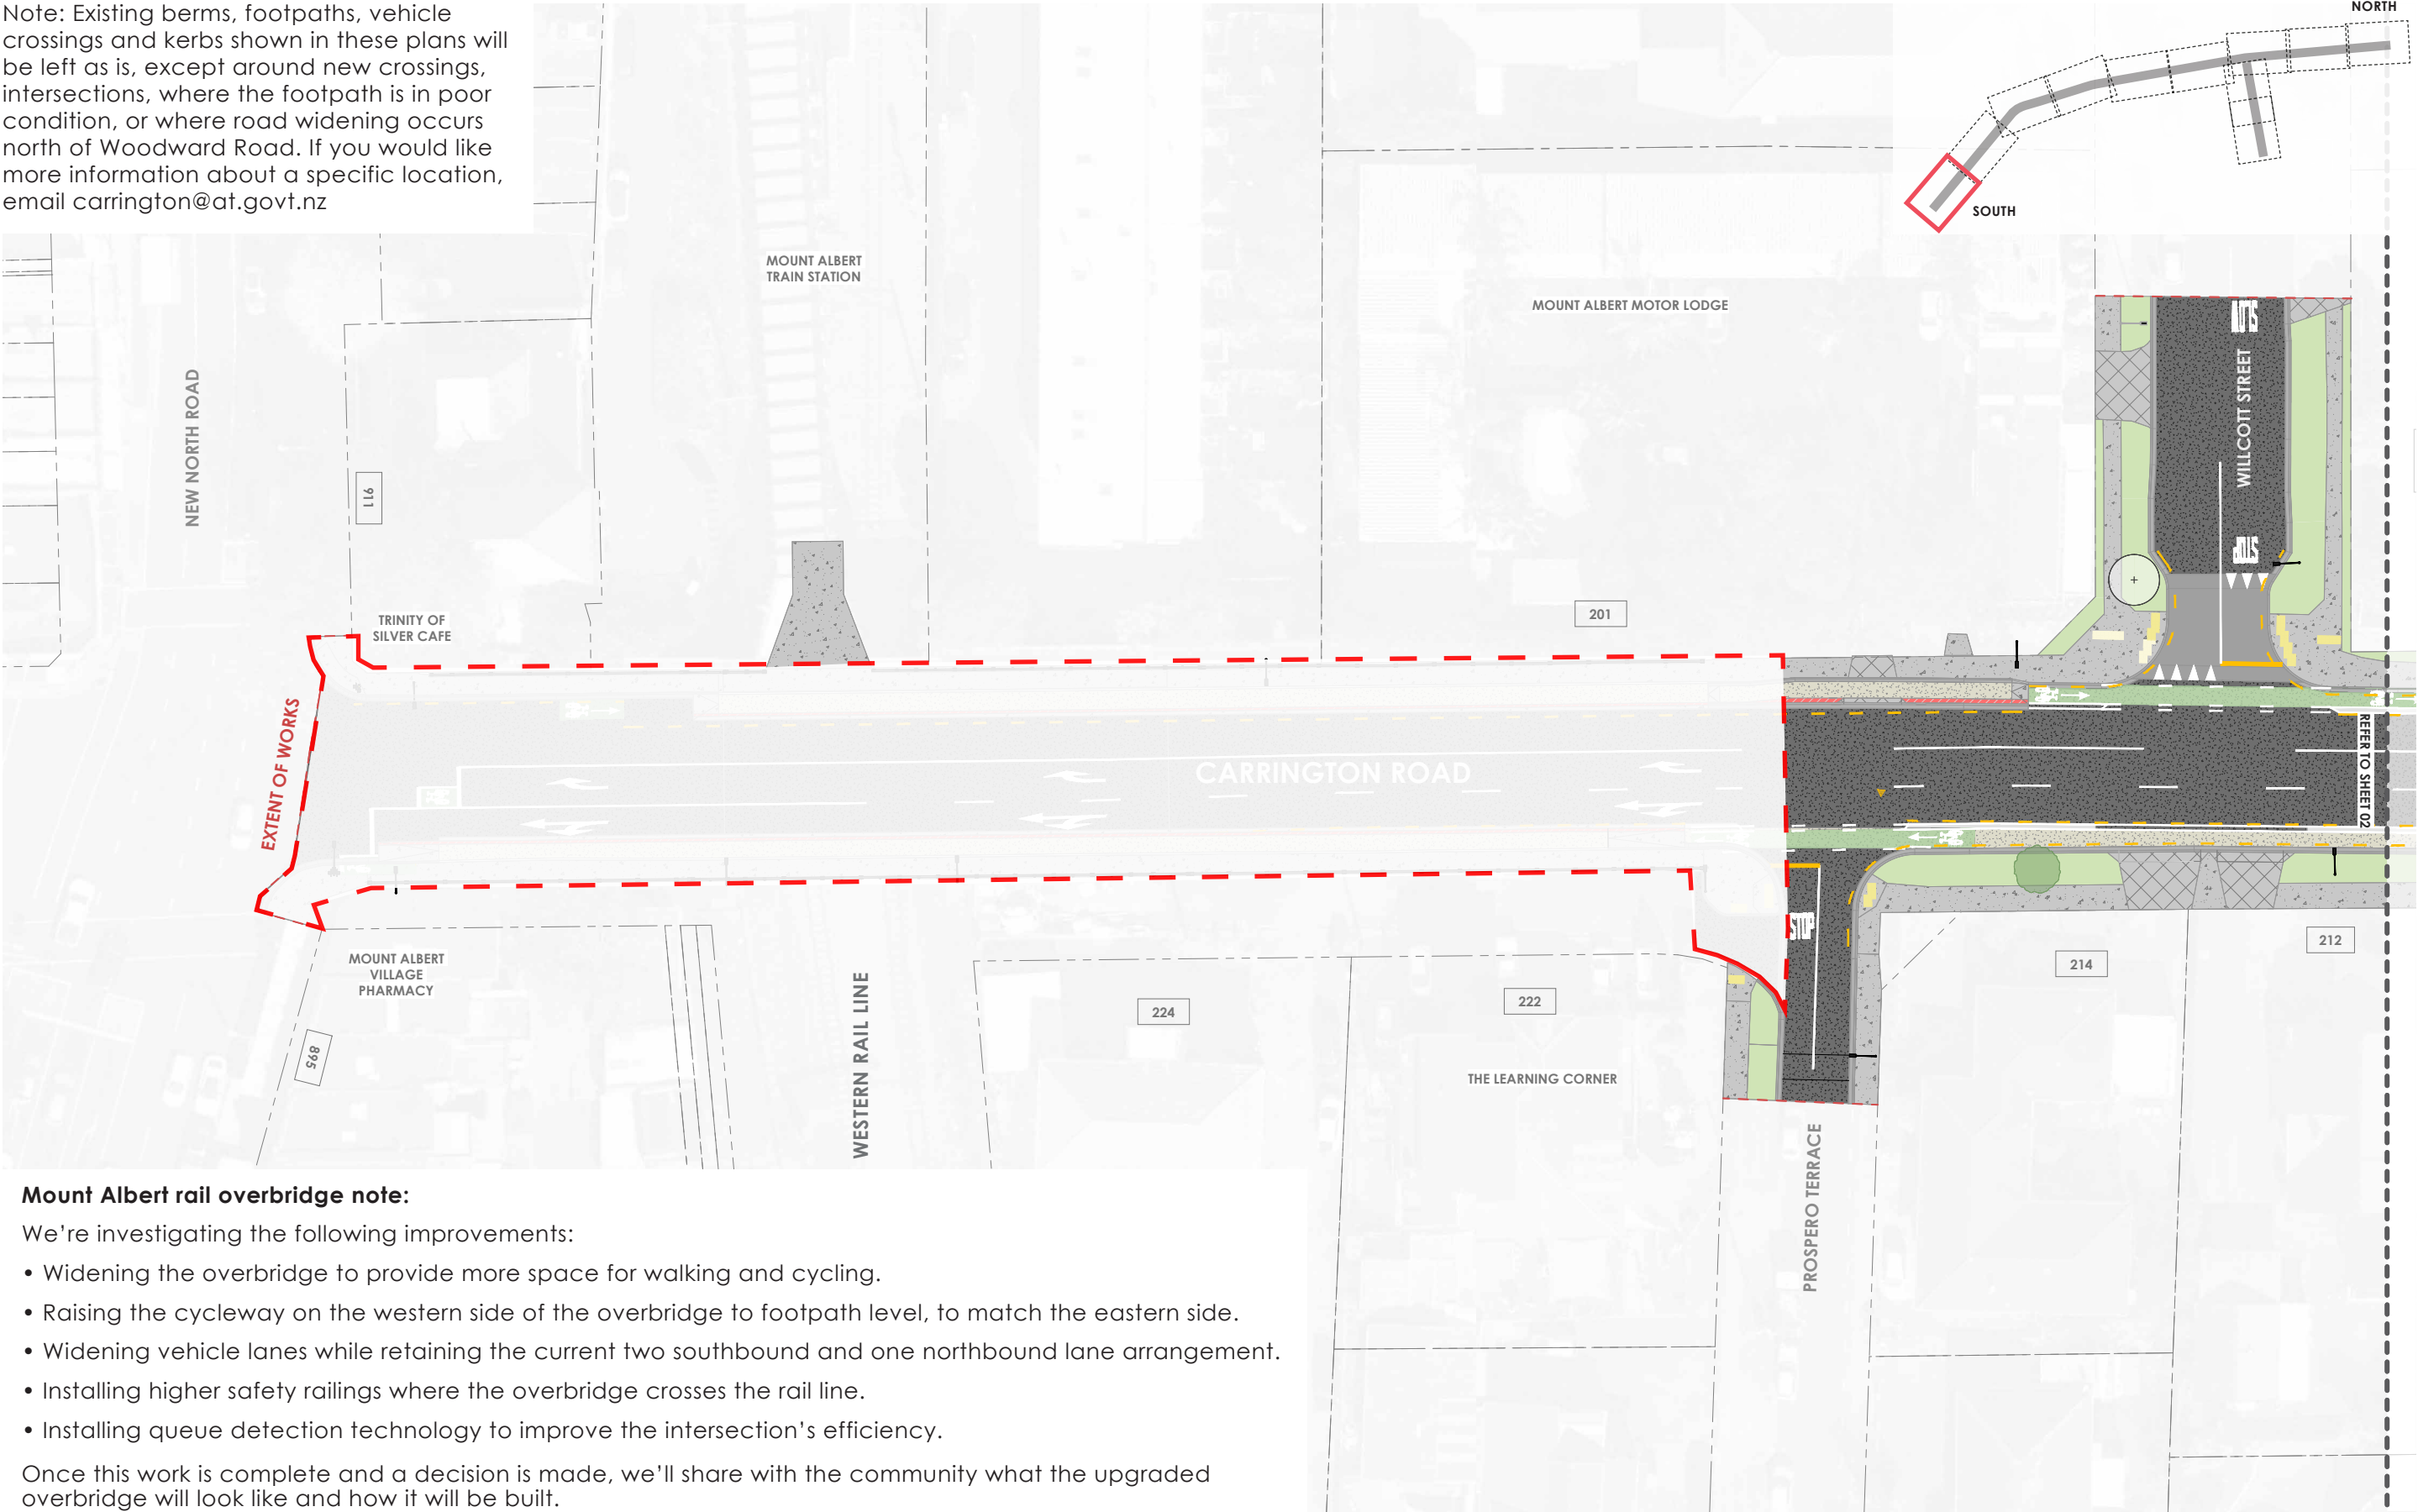 Note: Existing berms, footpaths, vehicle
crossings and kerbs shown in these plans will
be left as is, except around new crossings,
intersections, where the footpath is in poor
condition, or where road widening occurs
north of Woodward Road. If you would like
more information about a specific location,
email carrington@at.govt.nz
NORTH
SOUTH
MOUNT ALBERT
TRAIN STATION
MOUNT ALBERT MOTOR LODGE
NEW NORTH ROAD
911
WILLCOTT STREET
STOP
TRINITY OF
SILVER CAFE
201
EXTENT OF WORKS
CARRINGTON ROAD
REFER TO SHEET 02
STOP
MOUNT ALBERT
VILLAGE
PHARMACY
895
WESTERN RAIL LINE
224
222
214
212
THE LEARNING CORNER
PROSPERO TERRACE
Mount Albert rail overbridge note:
We’re investigating the following improvements:
• Widening the overbridge to provide more space for walking and cycling.
• Raising the cycleway on the western side of the overbridge to footpath level, to match the eastern side.
• Widening vehicle lanes while retaining the current two southbound and one northbound lane arrangement.
• Installing higher safety railings where the overbridge crosses the rail line.
• Installing queue detection technology to improve the intersection’s efficiency.
Once this work is complete and a decision is made, we’ll share with the community what the upgraded
overbridge will look like and how it will be built.